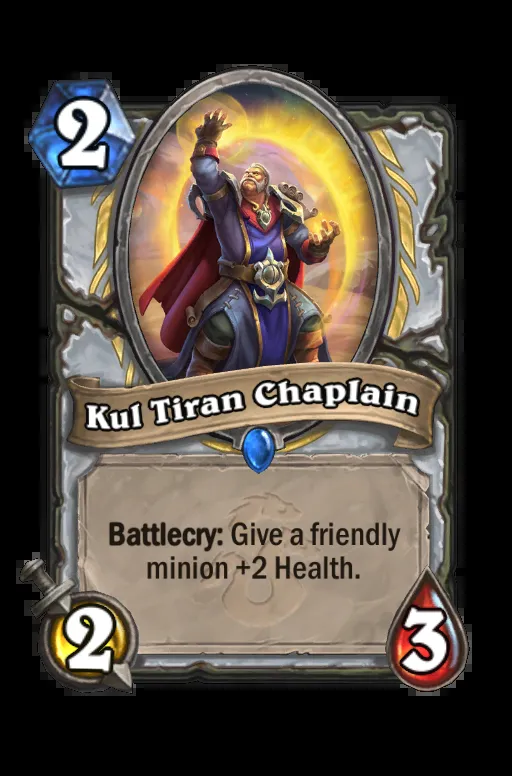 2
Kul Tiran Chaplain
Battlecry: Give a friendly
minion +2 Health.
2
3